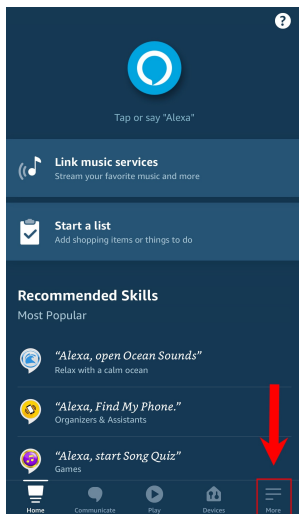 ?
Tap or say "Alexa"
Link music services
Stream your favorite music and more
Start a list
Add shopping items or things to do
Recommended Skills
Most Popular
“Alexa, open Ocean Sounds”
Relax with a calm ocean
“Alexa, Find My Phone.”
Organizers & Assistants
“Alexa, start Song Quiz”
Games
Home Communicate Play Devices More